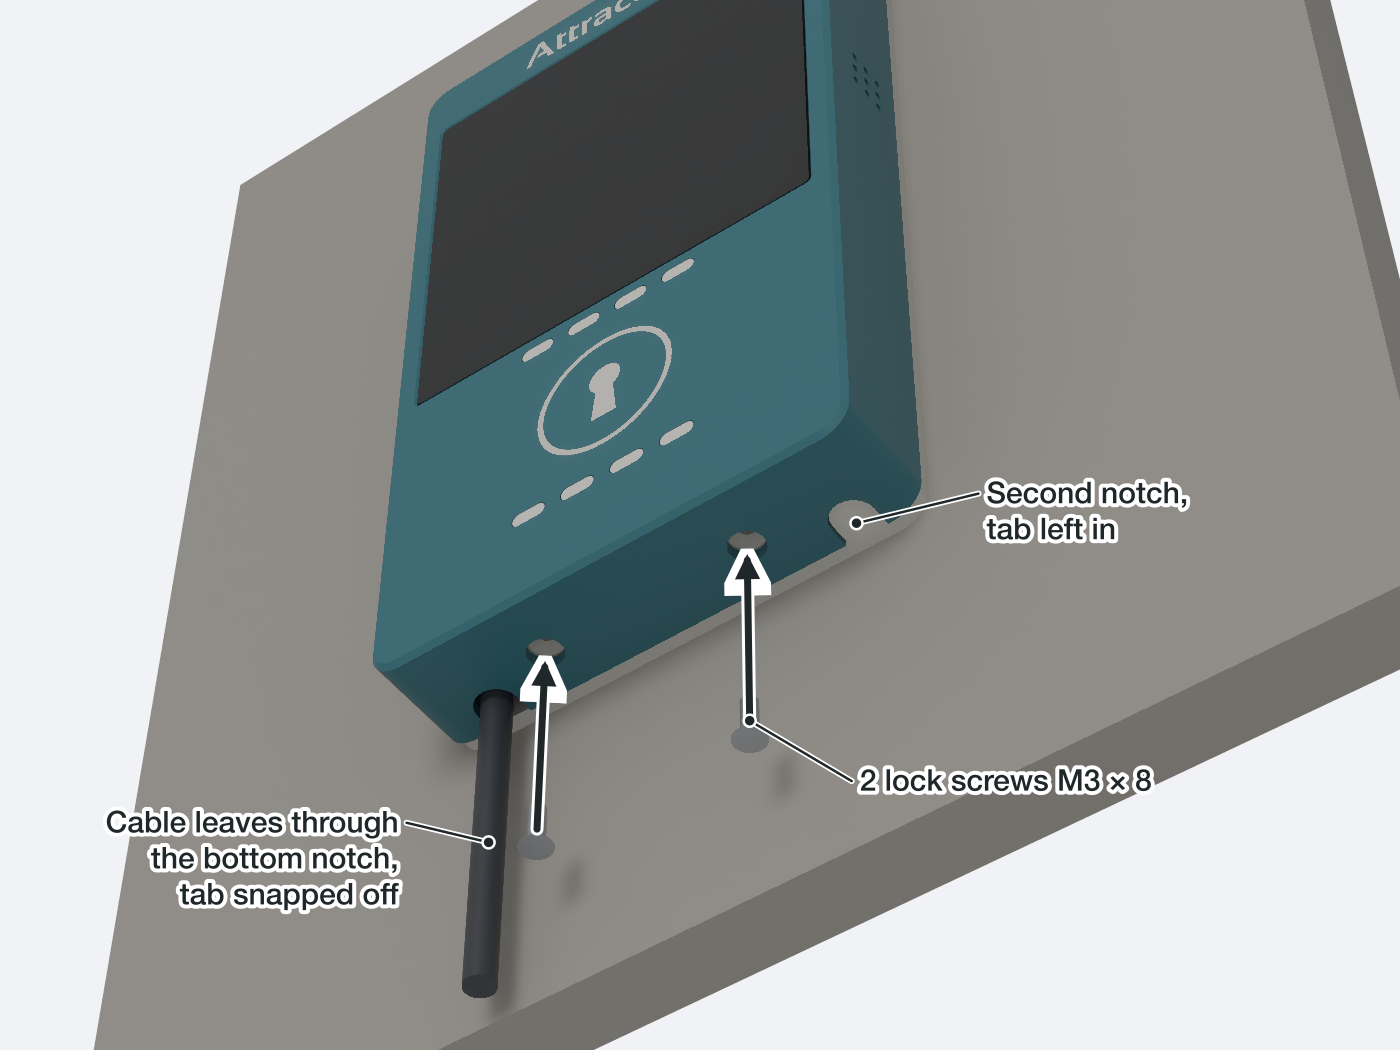 Attrac
Second notch,
tab left in
2 lock screws M3 × 8
Cable leaves through
the bottom notch,
tab snapped off